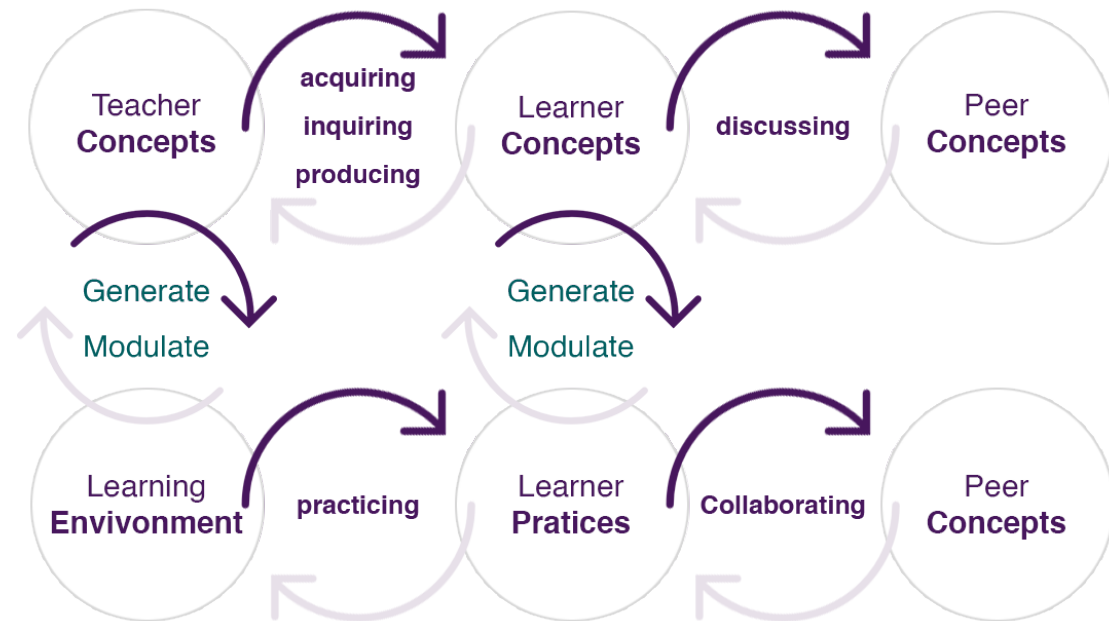 Teacher
Concepts
acquiring
inquiring
producing
Learner
Concepts
discussing
Peer
Concepts
Generate
Modulate
Generate
Modulate
Learning
Envivonment
practicing
Learner
Pratices
Collaborating
Peer
Concepts